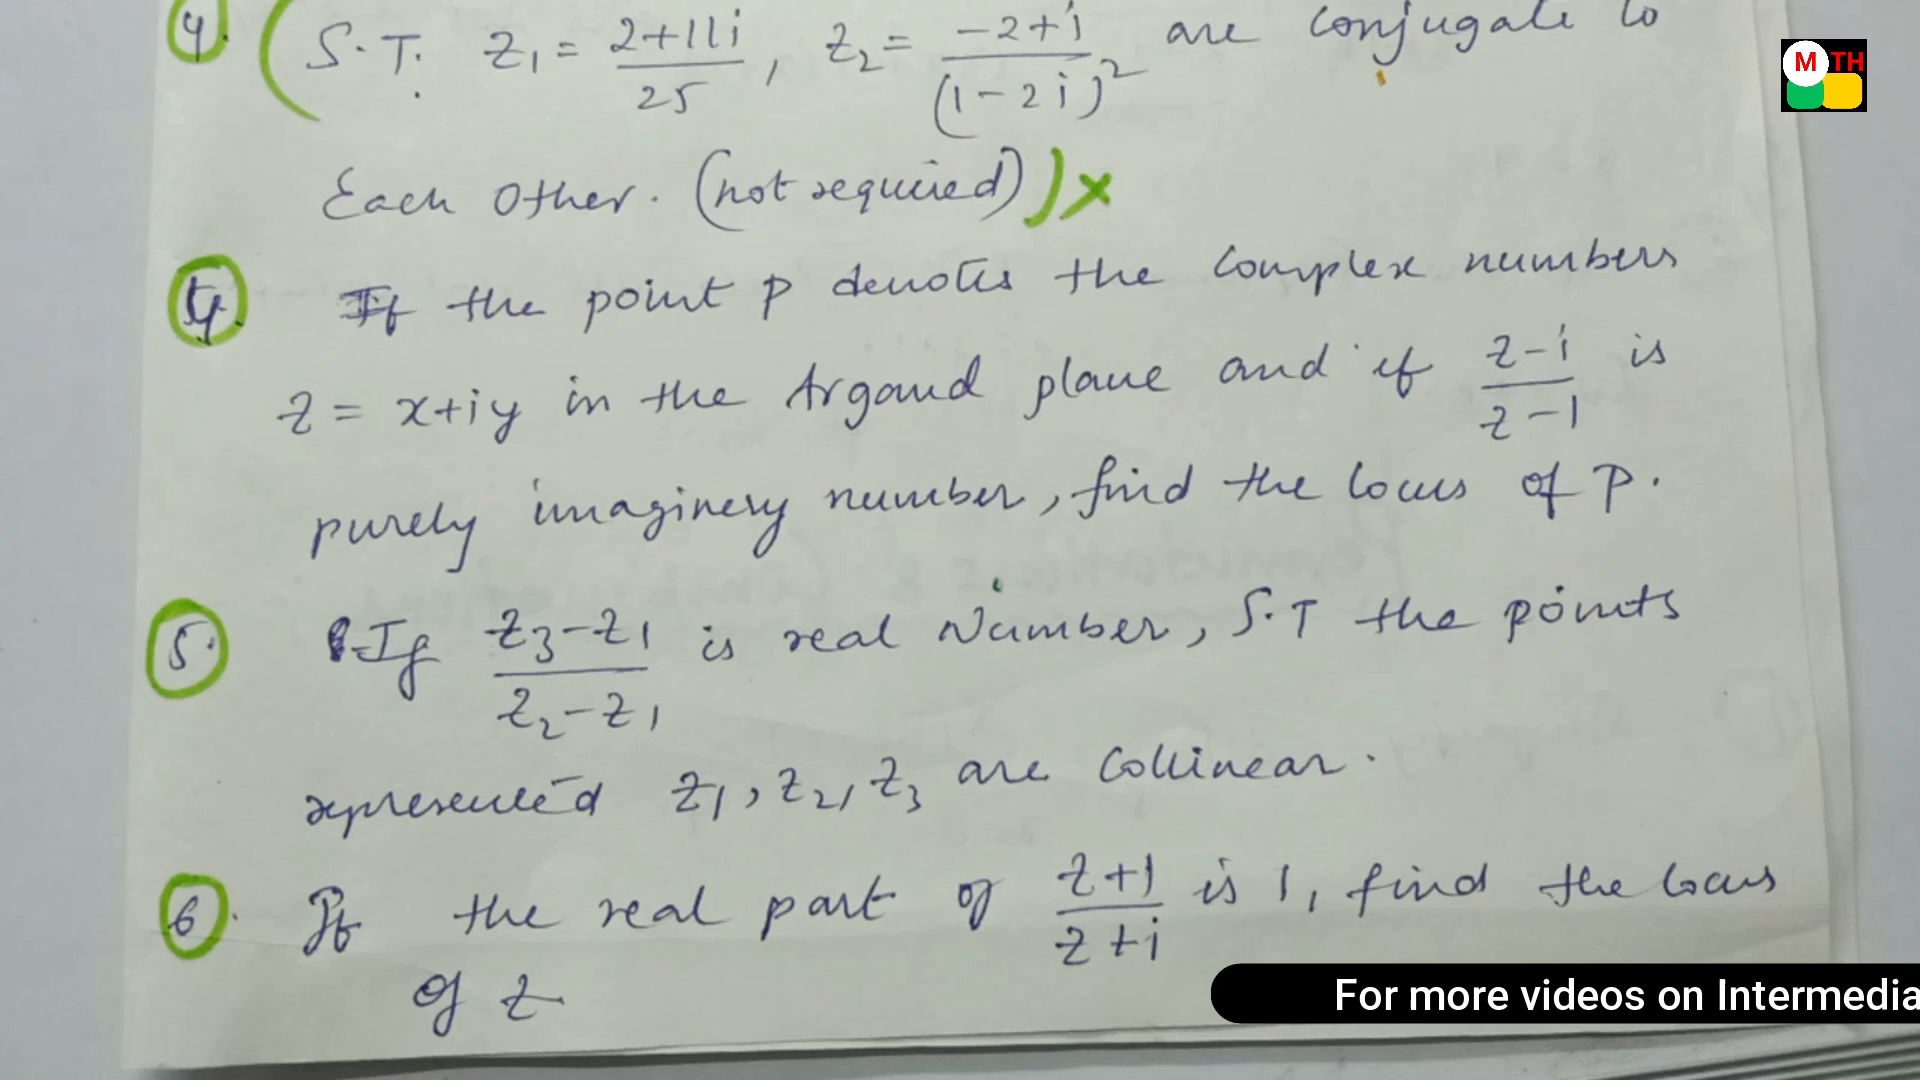 4. (S.T. z₁ = (2+11i)/25, z₂ = (-2+i)/(1-2i)² are conjugate to
Each Other. (not required)) ×
4. If the point P denotes the complex numbers
z = x+iy in the Argand plane and if (z-i)/(z-1) is
purely imaginery number, find the locus of P.
5. If (z₃-z₁)/(z₂-z₁) is real Number, S.T the points
represented z₁, z₂, z₃ are collinear.
6. If the real part of (z+1)/(z+i) is 1, find the locus
of z
M TH
For more videos on Intermedia